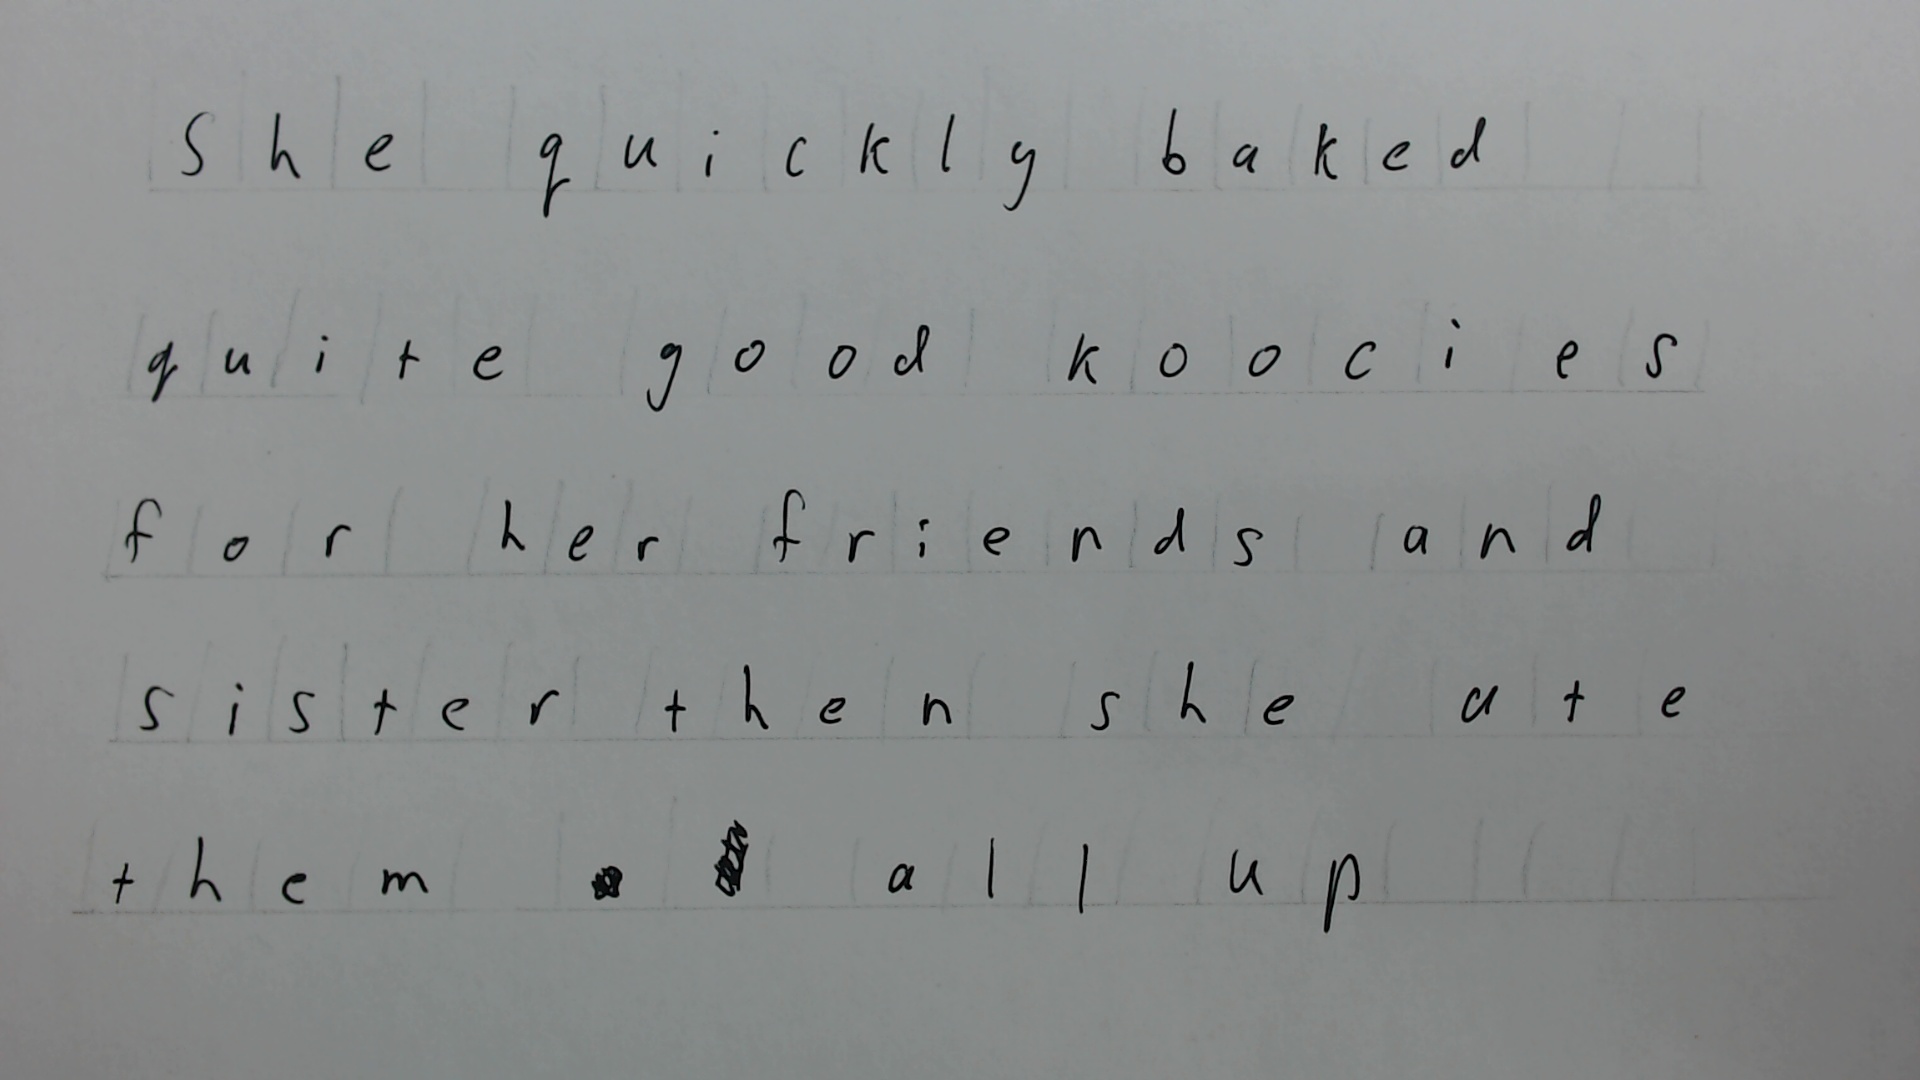 She quickly baked
quite good koocies
for her friends and
sister then she ate
them all up